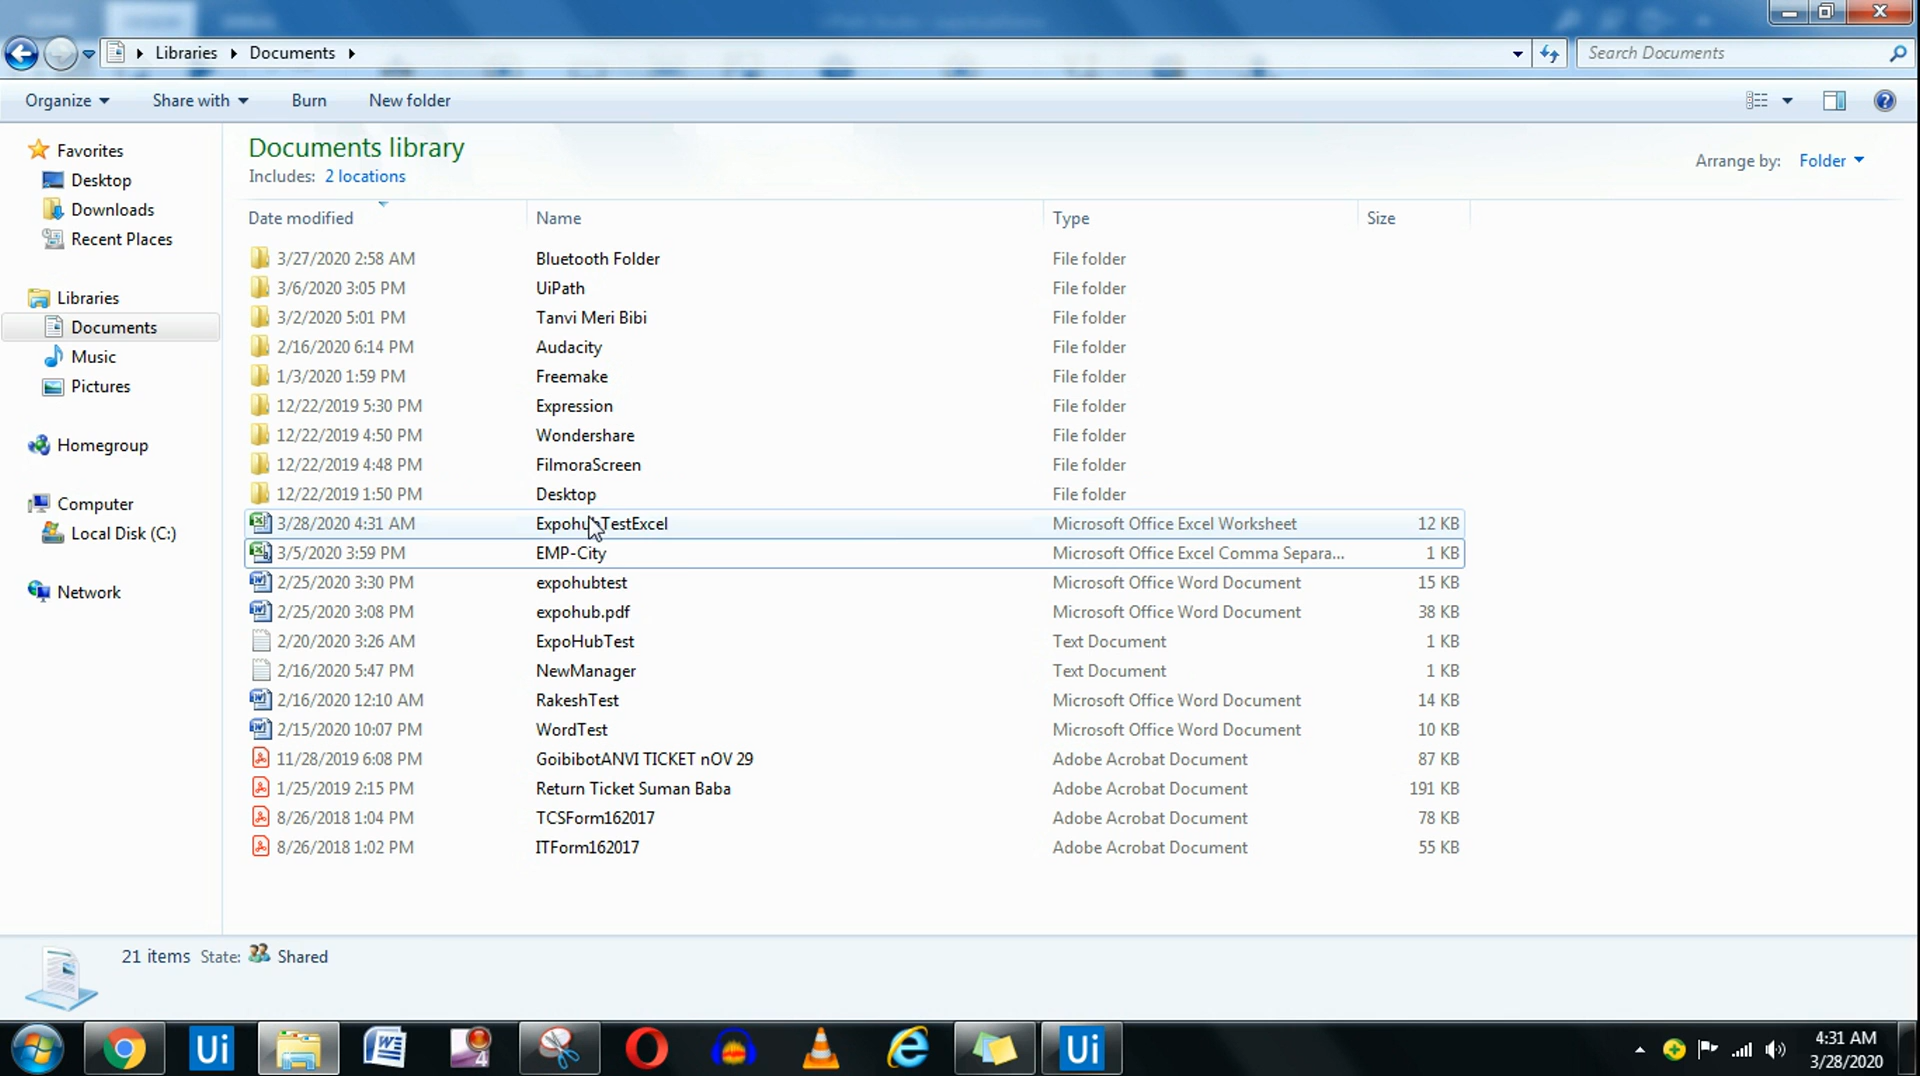 Libraries Documents
Search Documents
Organize Share with Burn New folder
Documents library
Includes: 2 locations
Arrange by: Folder
Favorites
Desktop
Downloads
Recent Places
Libraries
Documents
Music
Pictures
Homegroup
Computer
Local Disk (C:)
Network
Date modified Name Type Size
3/27/2020 2:58 AM Bluetooth Folder File folder
3/6/2020 3:05 PM UiPath File folder
3/2/2020 5:01 PM Tanvi Meri Bibi File folder
2/16/2020 6:14 PM Audacity File folder
1/3/2020 1:59 PM Freemake File folder
12/22/2019 5:30 PM Expression File folder
12/22/2019 4:50 PM Wondershare File folder
12/22/2019 4:48 PM FilmoraScreen File folder
12/22/2019 1:50 PM Desktop File folder
3/28/2020 4:31 AM ExpohubTestExcel Microsoft Office Excel Worksheet 12 KB
3/5/2020 3:59 PM EMP-City Microsoft Office Excel Comma Separa... 1 KB
2/25/2020 3:30 PM expohubtest Microsoft Office Word Document 15 KB
2/25/2020 3:08 PM expohub.pdf Microsoft Office Word Document 38 KB
2/20/2020 3:26 AM ExpoHubTest Text Document 1 KB
2/16/2020 5:47 PM NewManager Text Document 1 KB
2/16/2020 12:10 AM RakeshTest Microsoft Office Word Document 14 KB
2/15/2020 10:07 PM WordTest Microsoft Office Word Document 10 KB
11/28/2019 6:08 PM GoibibotANVI TICKET nOV 29 Adobe Acrobat Document 87 KB
1/25/2019 2:15 PM Return Ticket Suman Baba Adobe Acrobat Document 191 KB
8/26/2018 1:04 PM TCSForm162017 Adobe Acrobat Document 78 KB
8/26/2018 1:02 PM ITForm162017 Adobe Acrobat Document 55 KB
21 items State: Shared
Ui
4
Ui
4:31 AM
3/28/2020